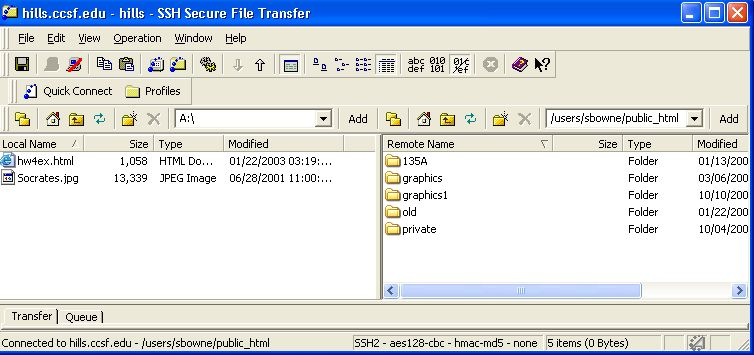 hills.ccsf.edu - hills - SSH Secure File Transfer
File Edit View Operation Window Help
abc def 010 101 01c /ef
Quick Connect Profiles
A:\ Add /users/sbowne/public_html Add
Local Name / Size Type Modified Remote Name Size Type Modified
hw4ex.html 1,058 HTML Do... 01/22/2003 03:19:... 135A Folder 01/13/200
Socrates.jpg 13,339 JPEG Image 06/28/2001 11:00:... graphics Folder 03/06/200
graphics1 Folder 10/10/200
old Folder 01/22/200
private Folder 10/04/200
Transfer Queue
Connected to hills.ccsf.edu - /users/sbowne/public_html SSH2 - aes128-cbc - hmac-md5 - none 5 items (0 Bytes)